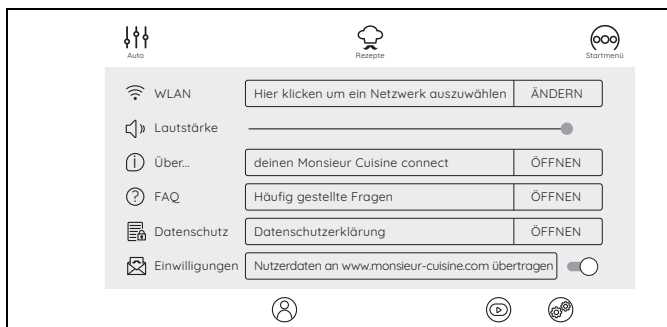 Auto Rezepte Startmenü
WLAN Hier klicken um ein Netzwerk auszuwählen ÄNDERN
Lautstärke
Über... deinen Monsieur Cuisine connect ÖFFNEN
FAQ Häufig gestellte Fragen ÖFFNEN
Datenschutz Datenschutzerklärung ÖFFNEN
Einwilligungen Nutzerdaten an www.monsieur-cuisine.com übertragen